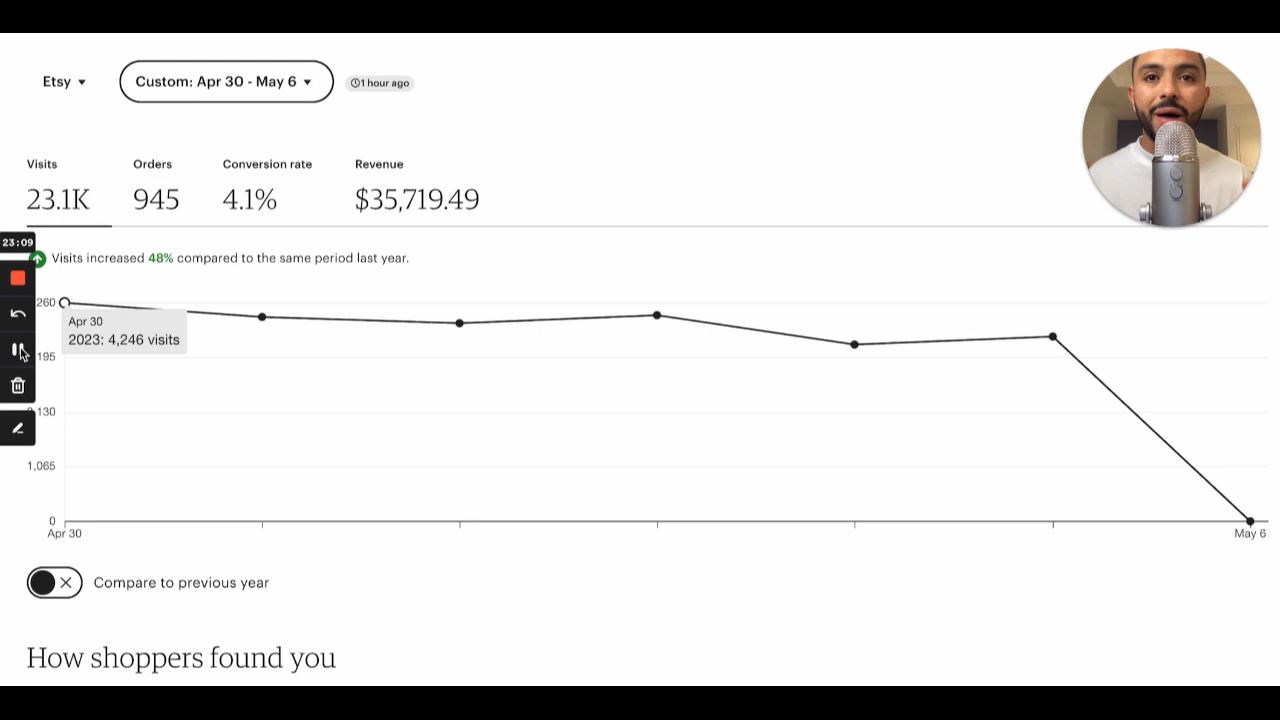 Etsy
Custom: Apr 30 - May 6
1 hour ago
Visits
Orders
Conversion rate
Revenue
23.1K
945
4.1%
$35,719.49
23:09
Visits increased 48% compared to the same period last year.
260
Apr 30
2023: 4,246 visits
195
130
1,065
0
Apr 30
May 6
Compare to previous year
How shoppers found you